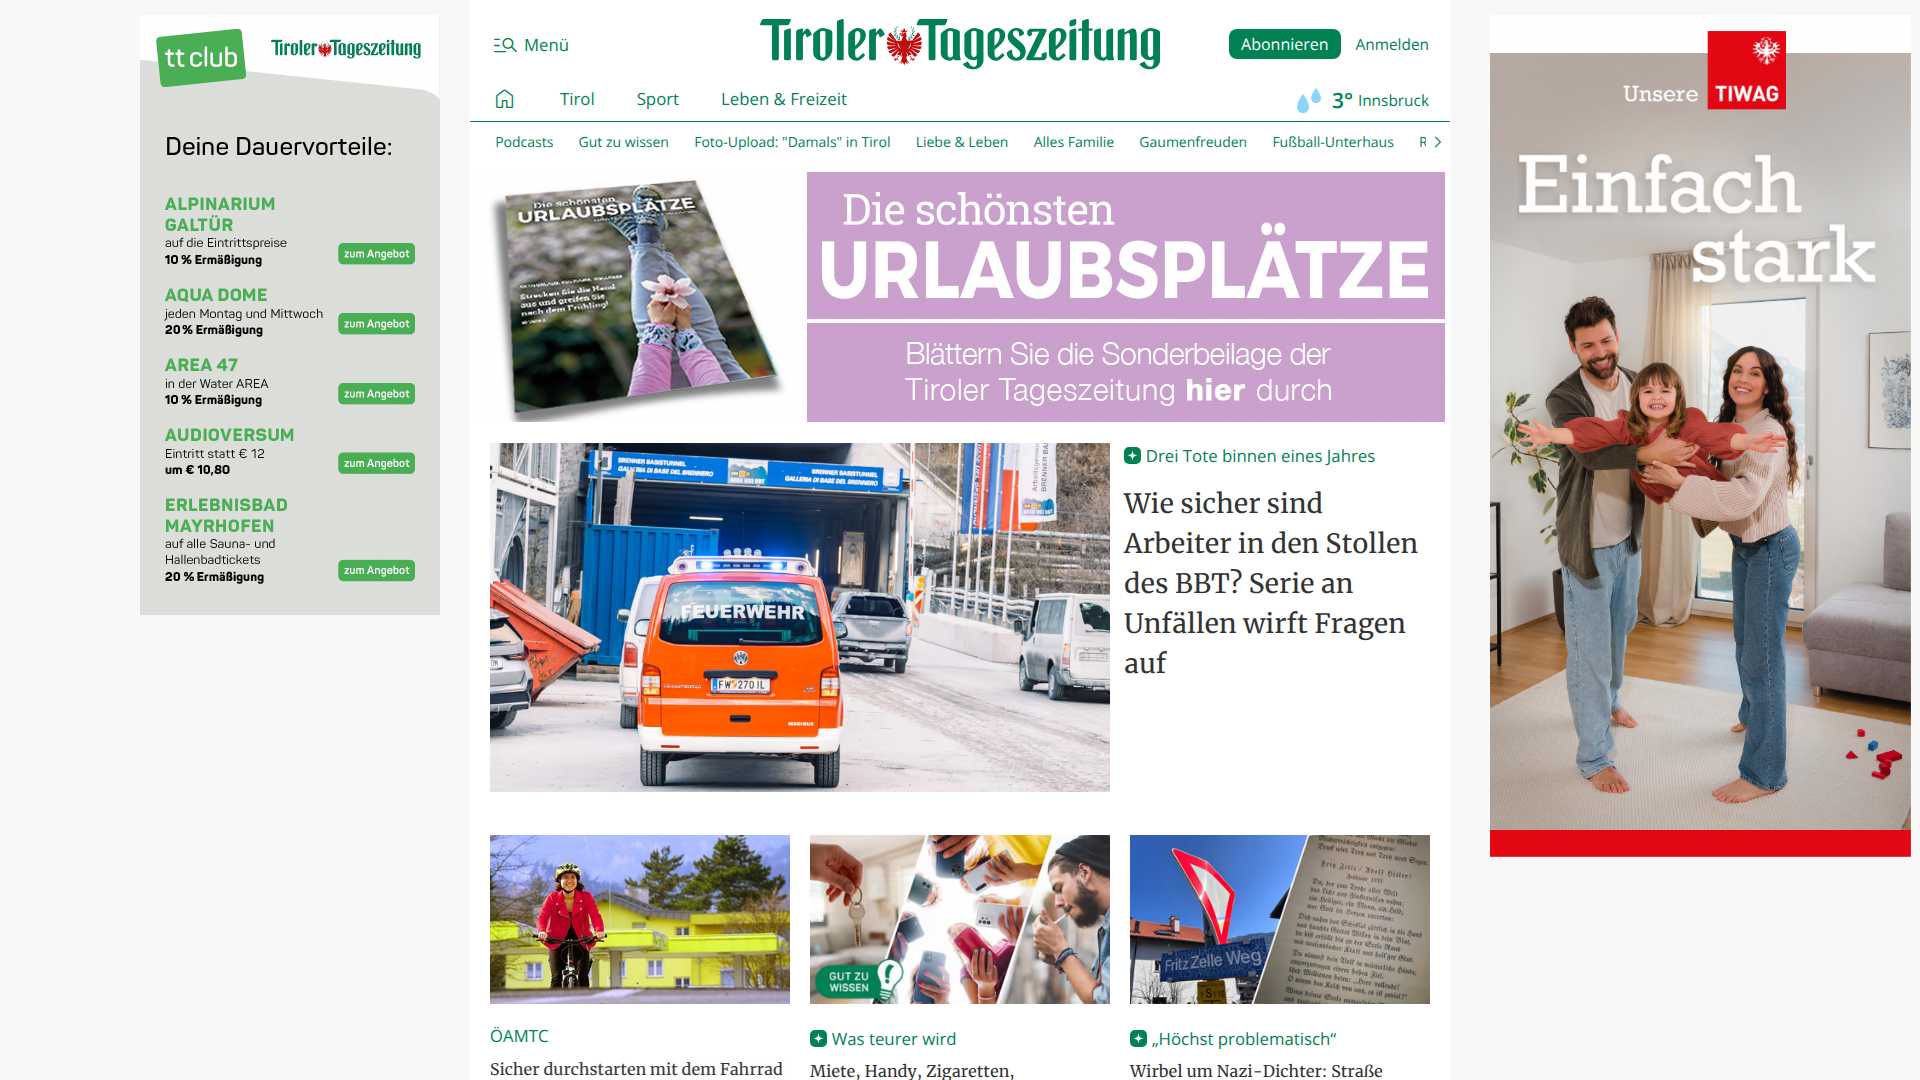 tt club
Tiroler Tageszeitung
Deine Dauervorteile:
ALPINARIUM
GALTÜR
auf die Eintrittspreise
10 % Ermäßigung
zum Angebot
AQUA DOME
jeden Montag und Mittwoch
20 % Ermäßigung
zum Angebot
AREA 47
in der Water AREA
10 % Ermäßigung
zum Angebot
AUDIOVERSUM
Eintritt statt € 12
um € 10,80
zum Angebot
ERLEBNISBAD
MAYRHOFEN
auf alle Sauna- und
Hallenbadtickets
20 % Ermäßigung
zum Angebot
Menü
Tiroler Tageszeitung
Abonnieren
Anmelden
Tirol
Sport
Leben & Freizeit
3° Innsbruck
Podcasts
Gut zu wissen
Foto-Upload: "Damals" in Tirol
Liebe & Leben
Alles Familie
Gaumenfreuden
Fußball-Unterhaus
Die schönsten
URLAUBSPLÄTZE
Strecken Sie die Hand
aus und greifen Sie
nach dem Frühling!
Die schönsten
URLAUBSPLÄTZE
Blättern Sie die Sonderbeilage der
Tiroler Tageszeitung hier durch
BRENNER BASISTUNNEL
GALLERIA DI BASE DEL BRENNERO
BRENNER BASISTUNNEL
GALLERIA DI BASE DEL BRENNERO
FEUERWEHR
FW 270 IL
Drei Tote binnen eines Jahres
Wie sicher sind
Arbeiter in den Stollen
des BBT? Serie an
Unfällen wirft Fragen
auf
ÖAMTC
Sicher durchstarten mit dem Fahrrad
GUT ZU
WISSEN
Was teurer wird
Miete, Handy, Zigaretten,
Fritz Zelle Weg
„Höchst problematisch“
Wirbel um Nazi-Dichter: Straße
Unsere
TIWAG
Einfach
stark